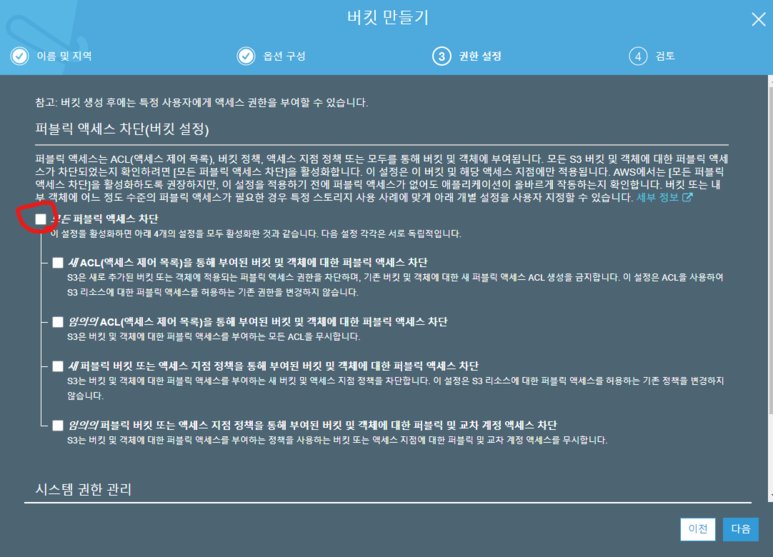 버킷 만들기
이름 및 지역
옵션 구성
3 권한 설정
4 검토
참고: 버킷 생성 후에는 특정 사용자에게 액세스 권한을 부여할 수 있습니다.
퍼블릭 액세스 차단(버킷 설정)
퍼블릭 액세스는 ACL(액세스 제어 목록), 버킷 정책, 액세스 지점 정책 또는 모두를 통해 버킷 및 객체에 부여됩니다. 모든 S3 버킷 및 객체에 대한 퍼블릭 액세
스가 차단되었는지 확인하려면 [모든 퍼블릭 액세스 차단]을 활성화합니다. 이 설정은 이 버킷 및 해당 액세스 지점에만 적용됩니다. AWS에서는 [모든 퍼블릭
액세스 차단]을 활성화하도록 권장하지만, 이 설정을 적용하기 전에 퍼블릭 액세스가 없어도 애플리케이션이 올바르게 작동하는지 확인합니다. 버킷 또는 내
부 객체에 어느 정도 수준의 퍼블릭 액세스가 필요한 경우 특정 스토리지 사용 사례에 맞게 아래 개별 설정을 사용자 지정할 수 있습니다. 세부 정보
모든 퍼블릭 액세스 차단
이 설정을 활성화하면 아래 4개의 설정을 모두 활성화한 것과 같습니다. 다음 설정 각각은 서로 독립적입니다.
새 ACL(액세스 제어 목록)을 통해 부여된 버킷 및 객체에 대한 퍼블릭 액세스 차단
S3은 새로 추가된 버킷 또는 객체에 적용되는 퍼블릭 액세스 권한을 차단하며, 기존 버킷 및 객체에 대한 새 퍼블릭 액세스 ACL 생성을 금지합니다. 이 설정은 ACL을 사용하여
S3 리소스에 대한 퍼블릭 액세스를 허용하는 기존 권한을 변경하지 않습니다.
임의의 ACL(액세스 제어 목록)을 통해 부여된 버킷 및 객체에 대한 퍼블릭 액세스 차단
S3은 버킷 및 객체에 대한 퍼블릭 액세스를 부여하는 모든 ACL를 무시합니다.
새 퍼블릭 버킷 또는 액세스 지점 정책을 통해 부여된 버킷 및 객체에 대한 퍼블릭 액세스 차단
S3는 버킷 및 객체에 대한 퍼블릭 액세스를 부여하는 새 버킷 및 액세스 지점 정책을 차단합니다. 이 설정은 S3 리소스에 대한 퍼블릭 액세스를 허용하는 기존 정책을 변경하지
않습니다.
임의의 퍼블릭 버킷 또는 액세스 지점 정책을 통해 부여된 버킷 및 객체에 대한 퍼블릭 및 교차 계정 액세스 차단
S3는 버킷 및 객체에 대한 퍼블릭 액세스를 부여하는 정책을 사용하는 버킷 또는 액세스 지점에 대한 퍼블릭 및 교차 계정 액세스를 무시합니다.
시스템 권한 관리
이전
다음